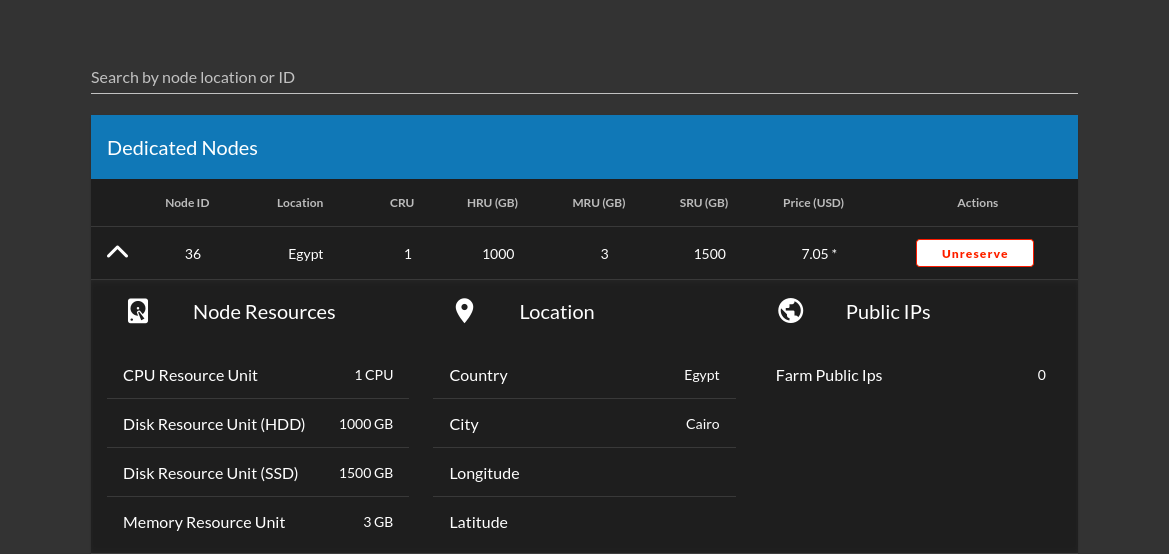 Search by node location or ID
Dedicated Nodes
Node ID Location CRU HRU (GB) MRU (GB) SRU (GB) Price (USD) Actions
36 Egypt 1 1000 3 1500 7.05 * Unreserve
Node Resources Location Public IPs
CPU Resource Unit 1 CPU Country Egypt Farm Public Ips 0
Disk Resource Unit (HDD) 1000 GB City Cairo
Disk Resource Unit (SSD) 1500 GB Longitude
Memory Resource Unit 3 GB Latitude